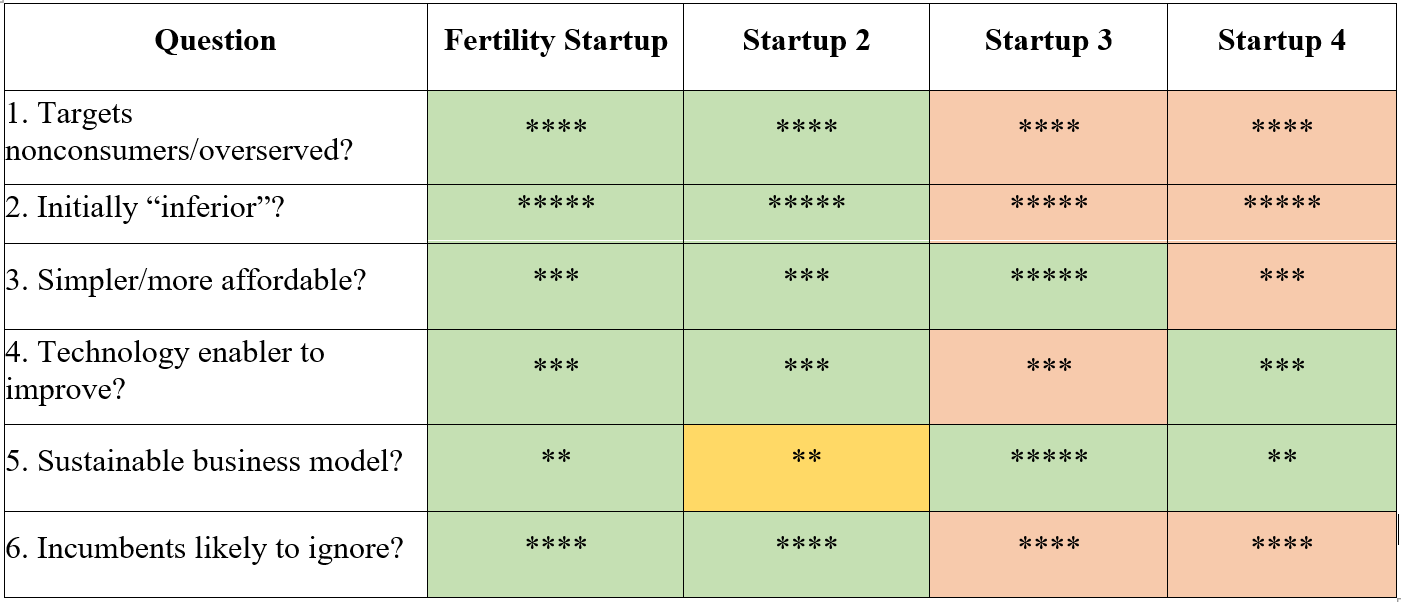 Question Fertility Startup Startup 2 Startup 3 Startup 4
1. Targets
nonconsumers/overserved? **** **** **** ****
2. Initially “inferior”? ***** ***** ***** *****
3. Simpler/more affordable? *** *** ***** ***
4. Technology enabler to
improve? *** *** *** ***
5. Sustainable business model? ** ** ***** **
6. Incumbents likely to ignore? **** **** **** ****